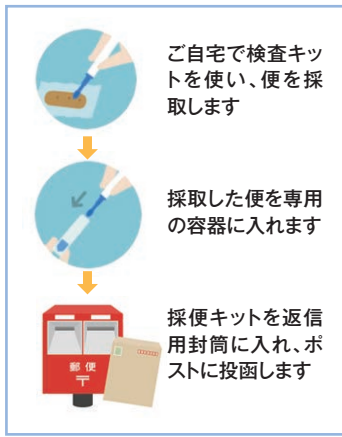 ご自宅で検査キッ
トを使い、便を採
取します
採取した便を専用
の容器に入れます
採便キットを返信
用封筒に入れ、ポ
ストに投函します
郵便
〒